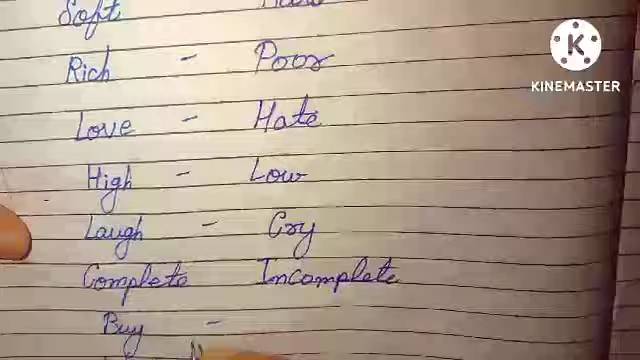 Soft
Rich - Poor
Love - Hate
High - Low
Laugh - Cry
Complete Incomplete
Buy -
KINEMASTER